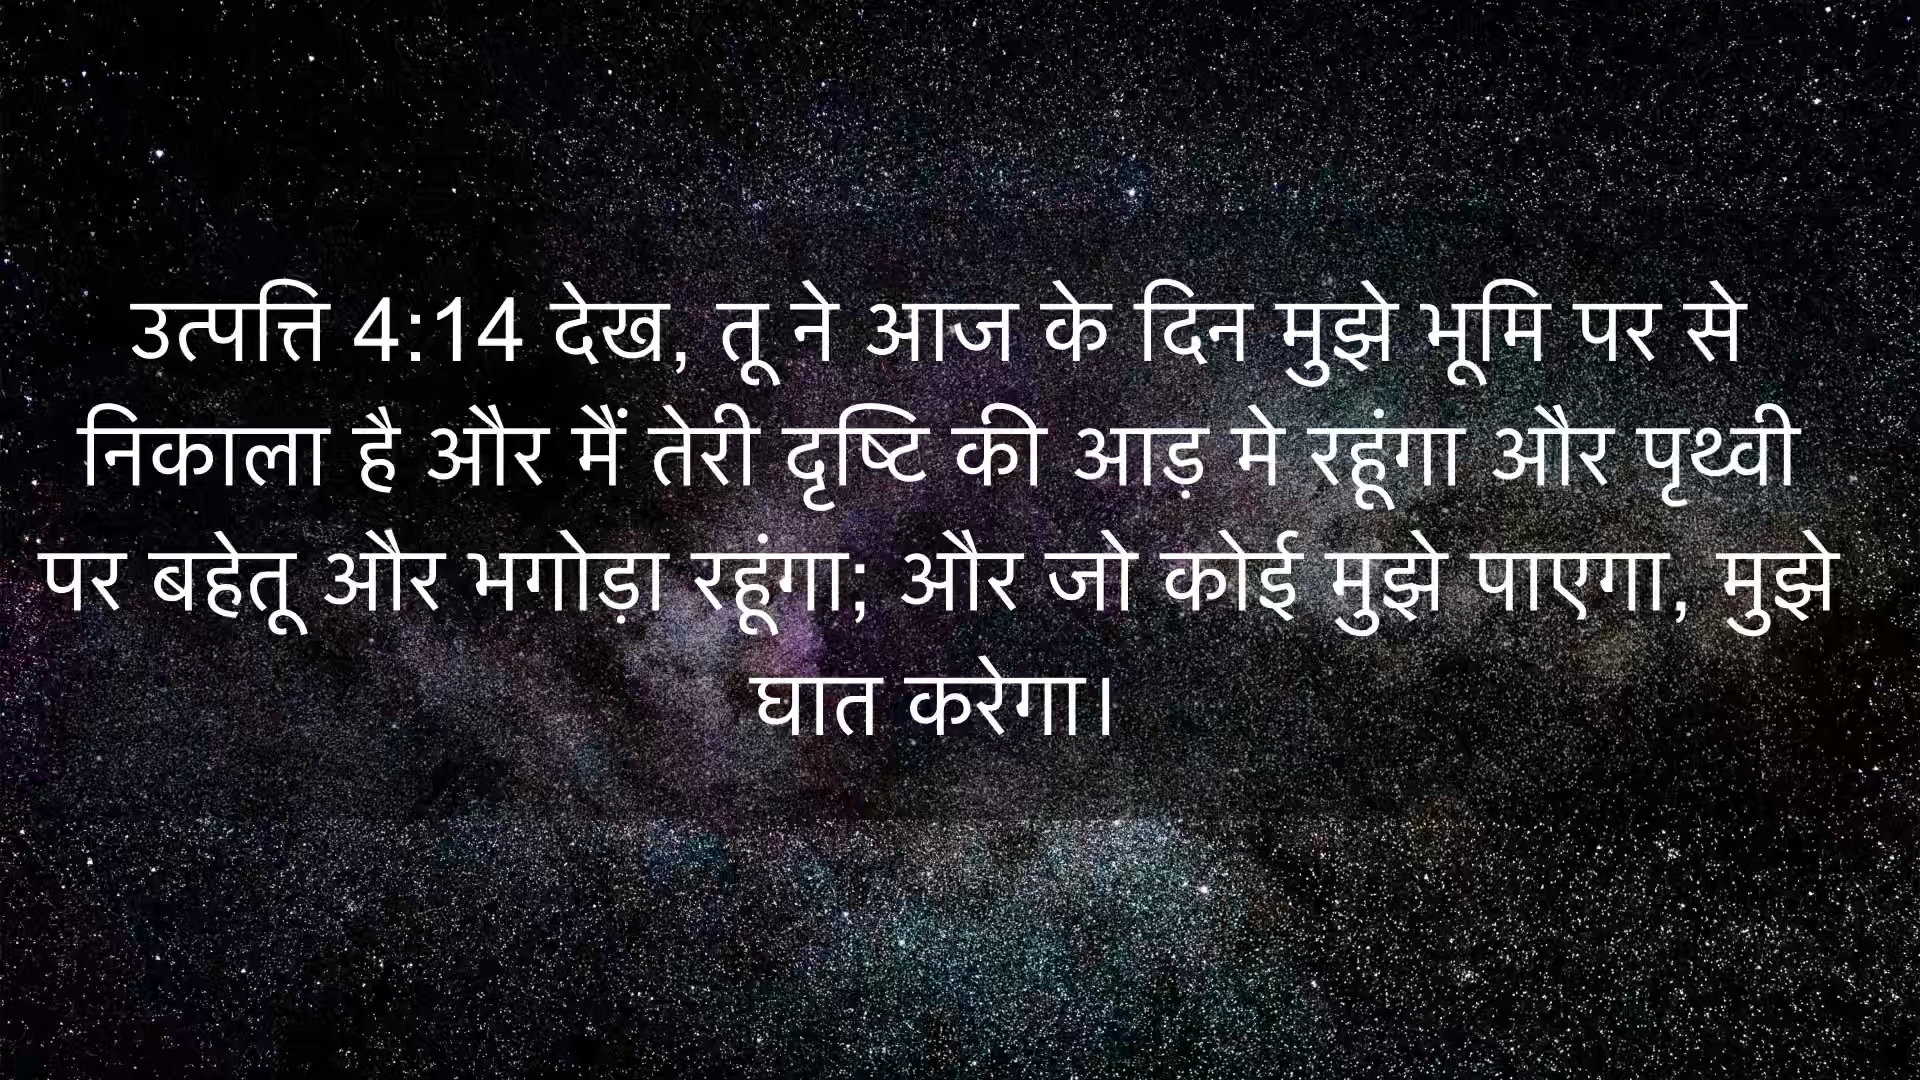 उत्पत्ति 4:14 देख, तू ने आज के दिन मुझे भूमि पर से
निकाला है और मैं तेरी दृष्टि की आड़ मे रहूंगा और पृथ्वी
पर बहेतू और भगोड़ा रहूंगा; और जो कोई मुझे पाएगा, मुझे
घात करेगा।